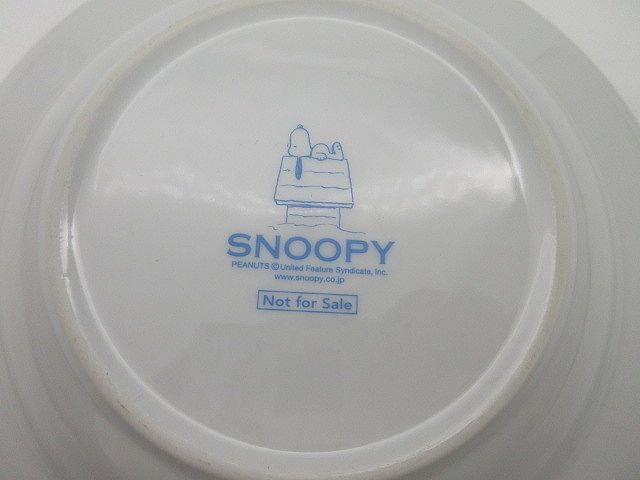 SNOOPY
PEANUTS © United Feature Syndicate, Inc.
www.snoopy.co.jp
Not for Sale